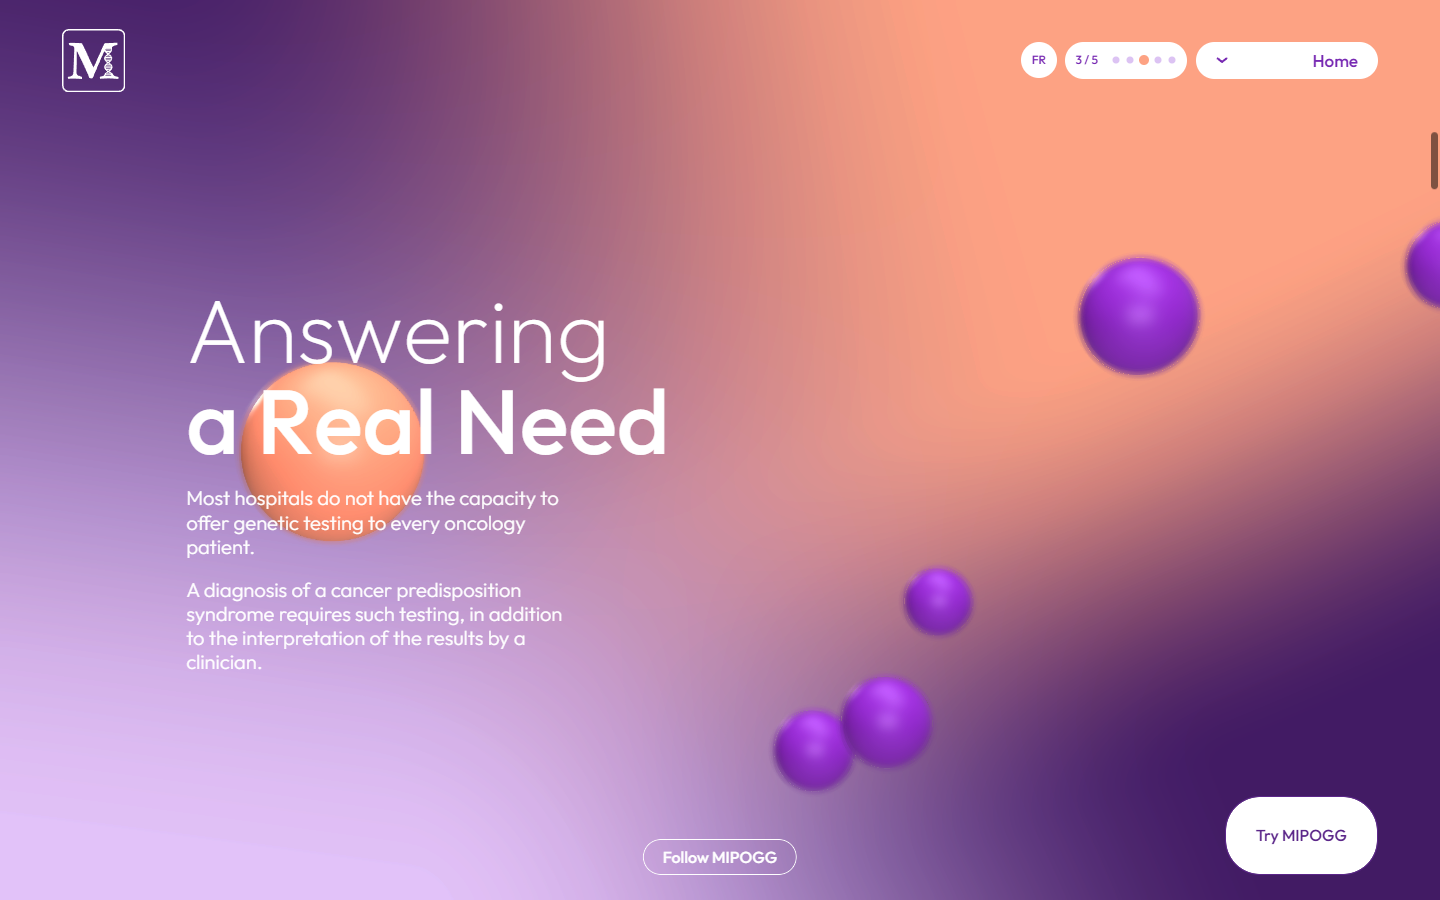 M
FR
3 / 5
Home
Answering
a Real Need
Most hospitals do not have the capacity to
offer genetic testing to every oncology
patient.
A diagnosis of a cancer predisposition
syndrome requires such testing, in addition
to the interpretation of the results by a
clinician.
Follow MIPOGG
Try MIPOGG